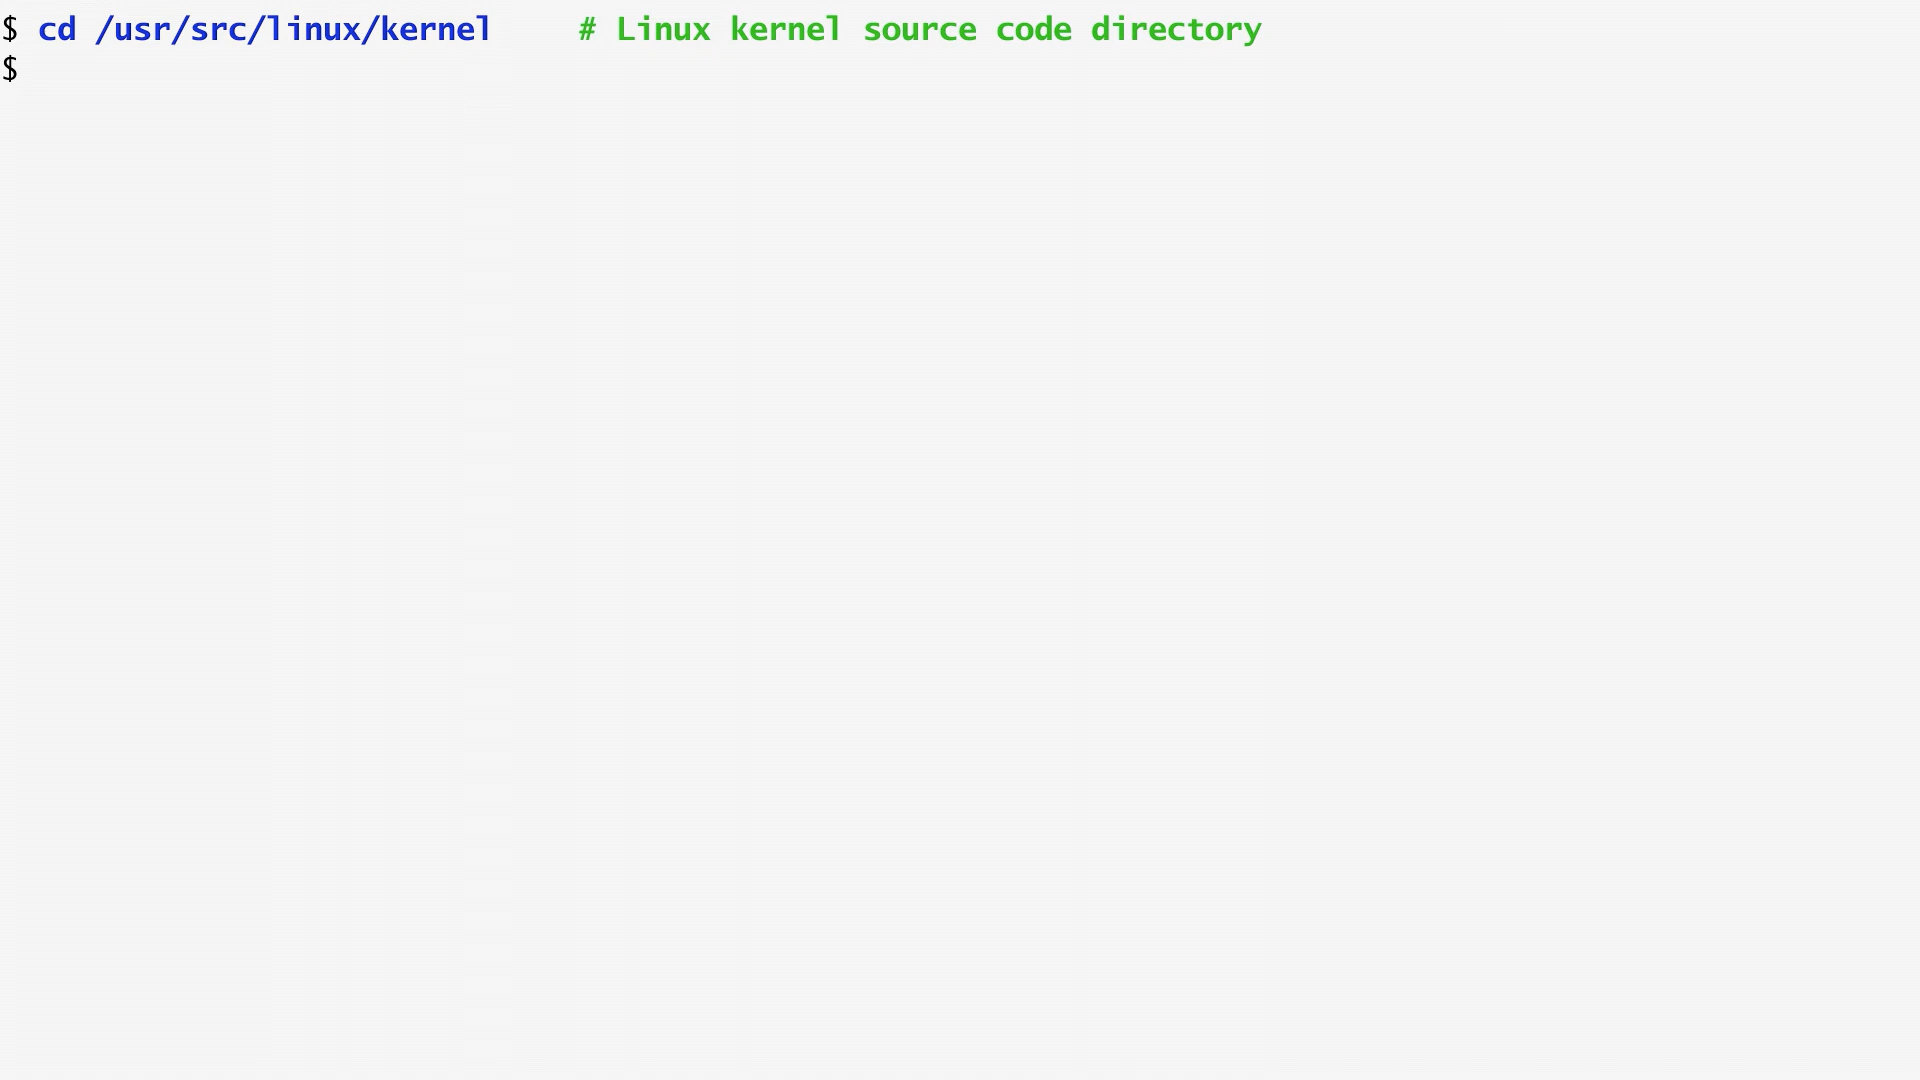 $ cd /usr/src/linux/kernel     # Linux kernel source code directory
$